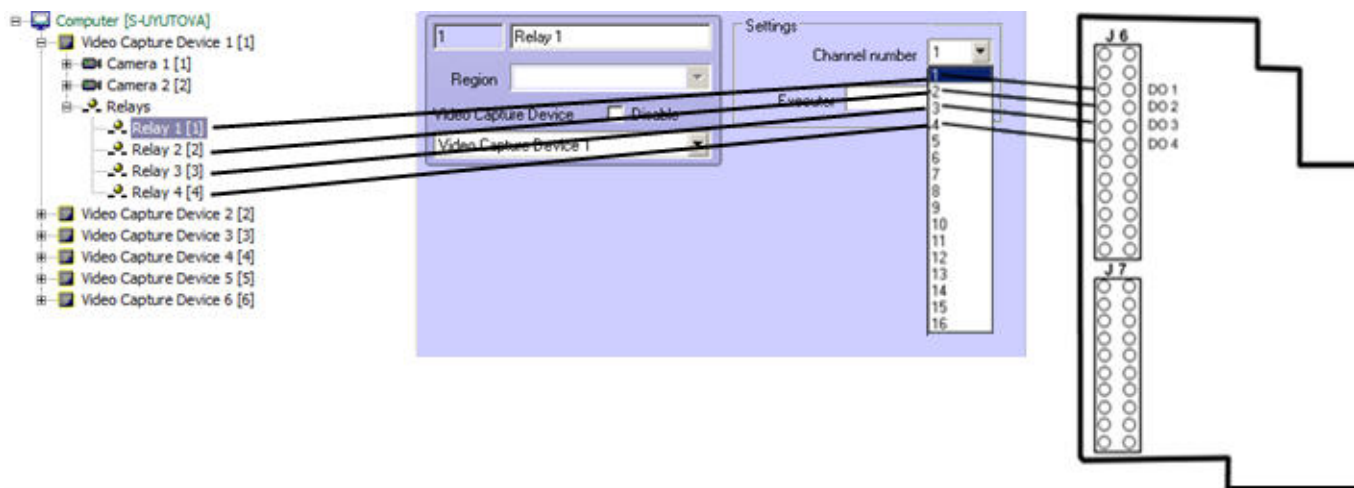 Computer [S-UYUTOVA]
Video Capture Device 1 [1]
Camera 1 [1]
Camera 2 [2]
Relays
Relay 1 [1]
Relay 2 [2]
Relay 3 [3]
Relay 4 [4]
Video Capture Device 2 [2]
Video Capture Device 3 [3]
Video Capture Device 4 [4]
Video Capture Device 5 [5]
Video Capture Device 6 [6]
1 Relay 1
Region
Video Capture Device Disable
Video Capture Device 1
Settings
Channel number 1
Executer
1
2
3
4
5
6
7
8
9
10
11
12
13
14
15
16
J 6
DO 1
DO 2
DO 3
DO 4
J 7